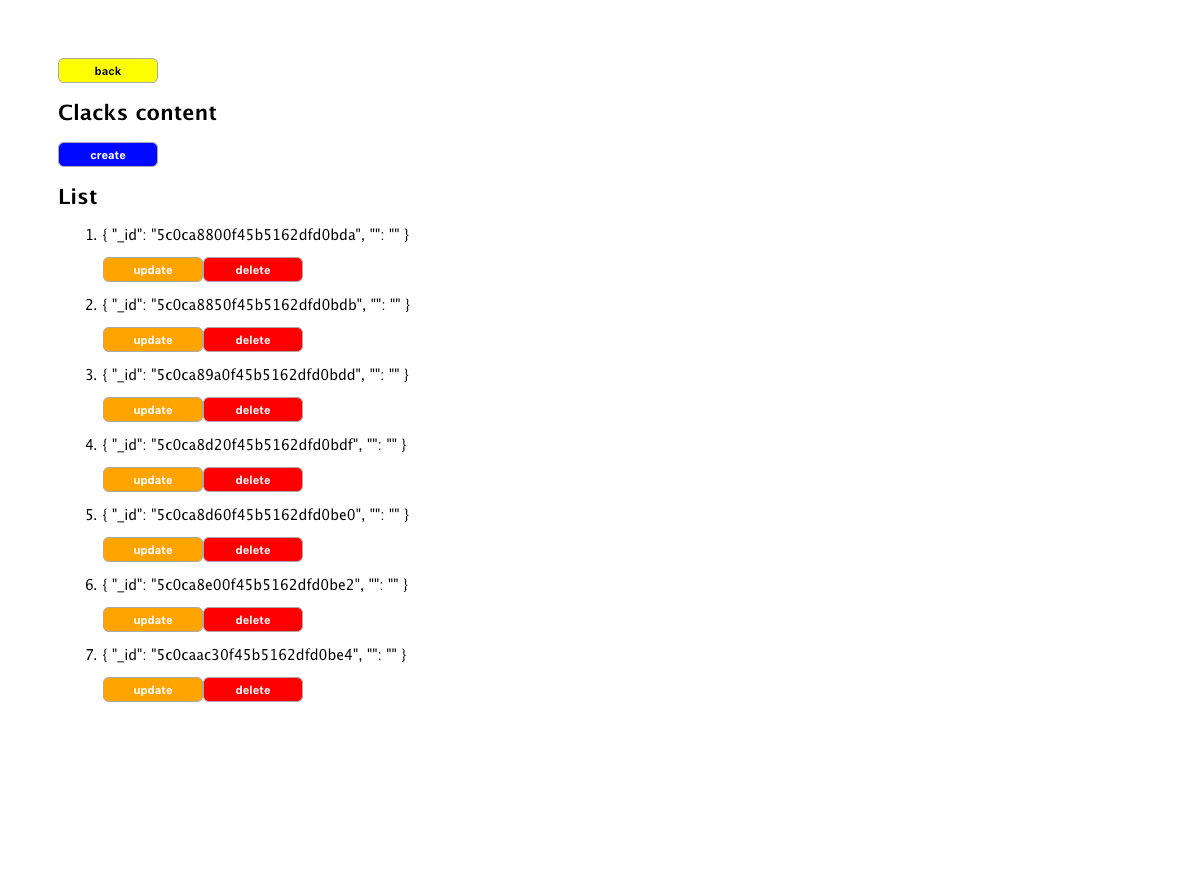 back
Clacks content
create
List
1. { "_id": "5c0ca8800f45b5162dfd0bda", "": "" }
update delete
2. { "_id": "5c0ca8850f45b5162dfd0bdb", "": "" }
update delete
3. { "_id": "5c0ca89a0f45b5162dfd0bdd", "": "" }
update delete
4. { "_id": "5c0ca8d20f45b5162dfd0bdf", "": "" }
update delete
5. { "_id": "5c0ca8d60f45b5162dfd0be0", "": "" }
update delete
6. { "_id": "5c0ca8e00f45b5162dfd0be2", "": "" }
update delete
7. { "_id": "5c0caac30f45b5162dfd0be4", "": "" }
update delete